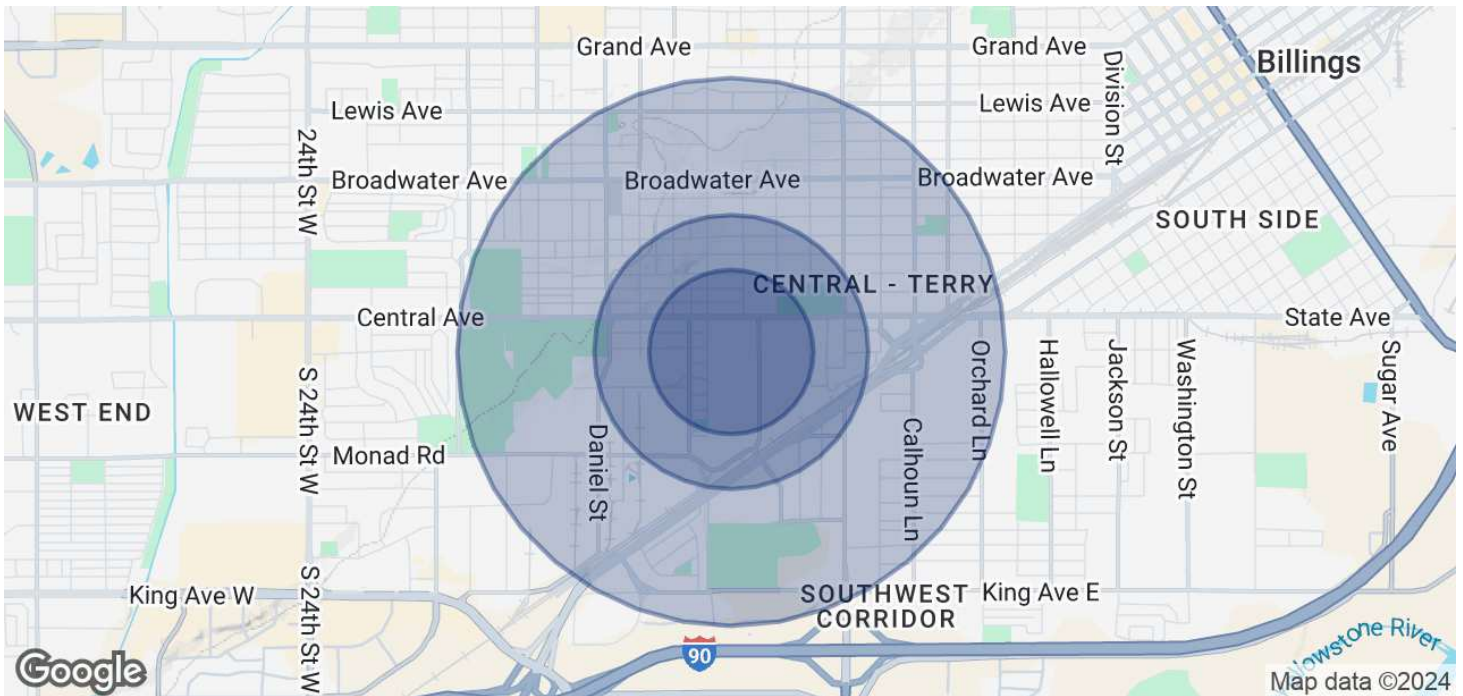 Grand Ave
Grand Ave
Billings
Division St
Lewis Ave
Lewis Ave
24th St W
Broadwater Ave
Broadwater Ave
Broadwater Ave
SOUTH SIDE
CENTRAL - TERRY
Central Ave
State Ave
S 24th St W
WEST END
Daniel St
Calhoun Ln
Orchard Ln
Hallowell Ln
Jackson St
Washington St
Sugar Ave
Monad Rd
King Ave W
S 24th St W
SOUTHWEST
CORRIDOR
King Ave E
90
River
Google
Map data ©2024